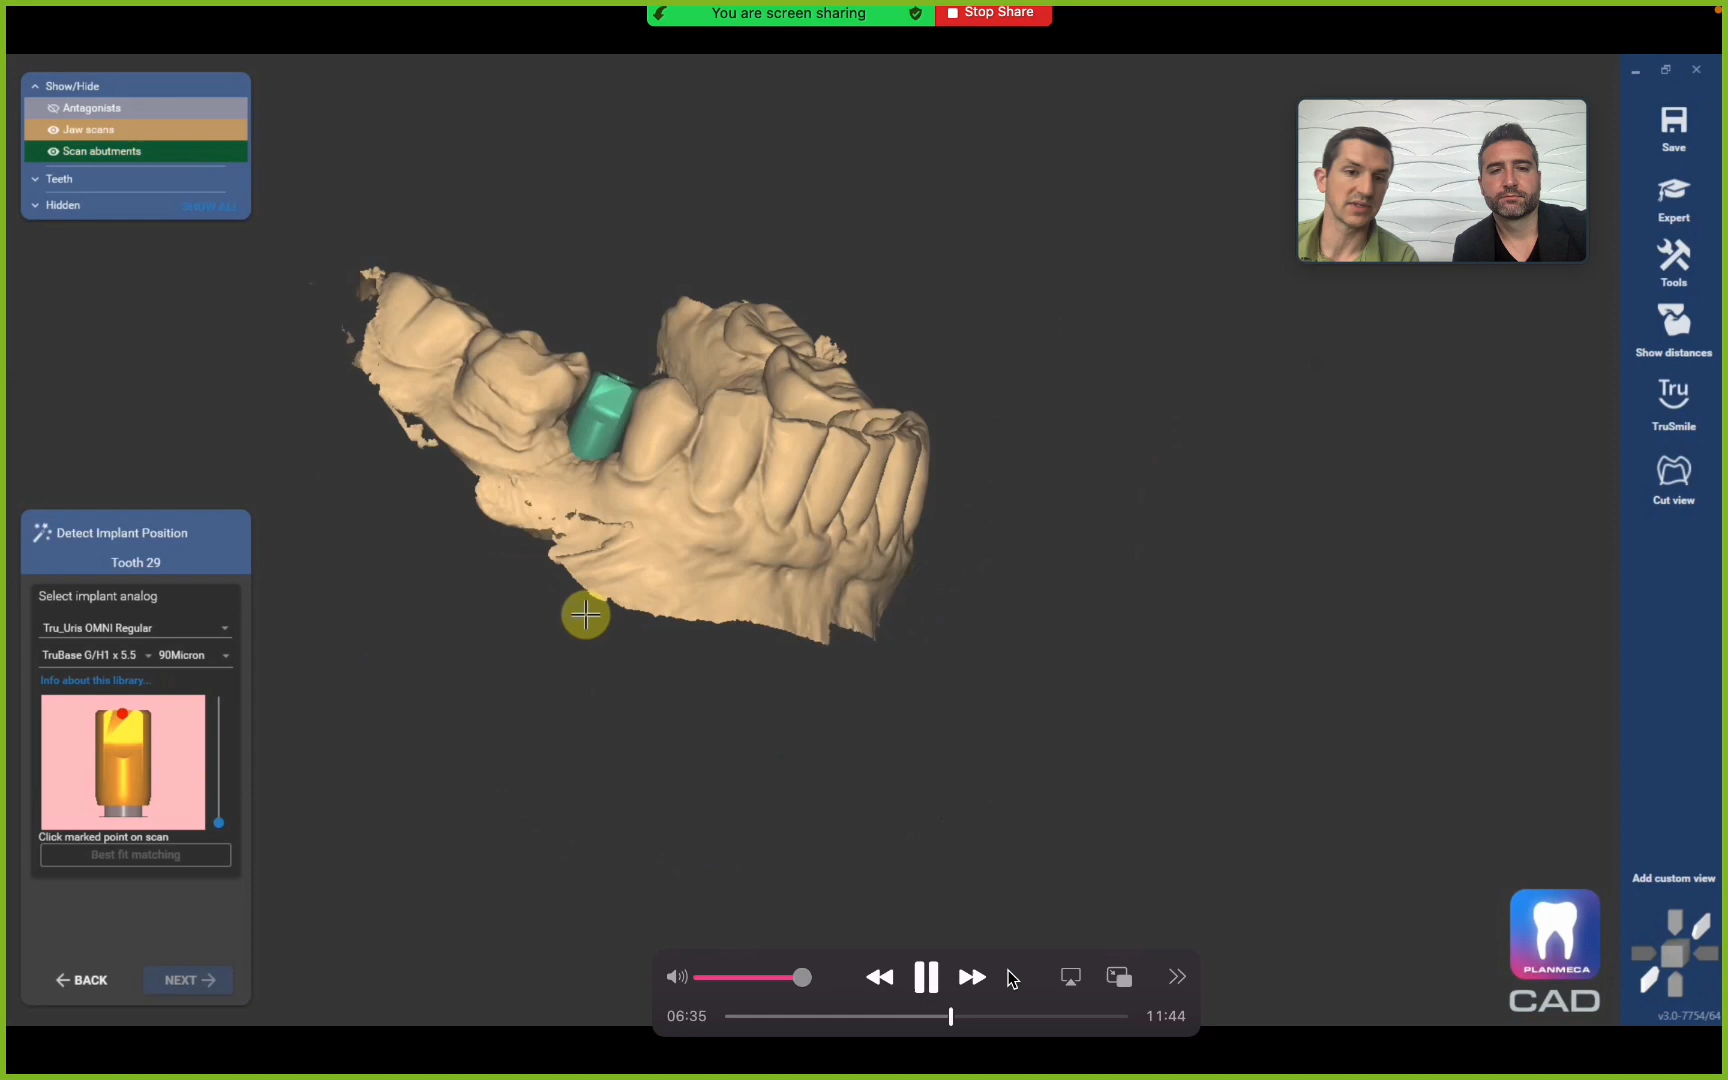 You are screen sharing
Stop Share
Show/Hide
Antagonists
Jaw scans
Scan abutments
Teeth
Hidden
SHOW ALL
Save
Expert
Tools
Show distances
Tru
TruSmile
Cut view
Detect Implant Position
Tooth 29
Select implant analog
Tru_Uris OMNI Regular
TruBase G/H1 x 5.5
90Micron
Info about this library...
Click marked point on scan
Best fit matching
BACK
NEXT
Add custom view
PLANMECA
CAD
v3.0-7754/64
06:35
11:44